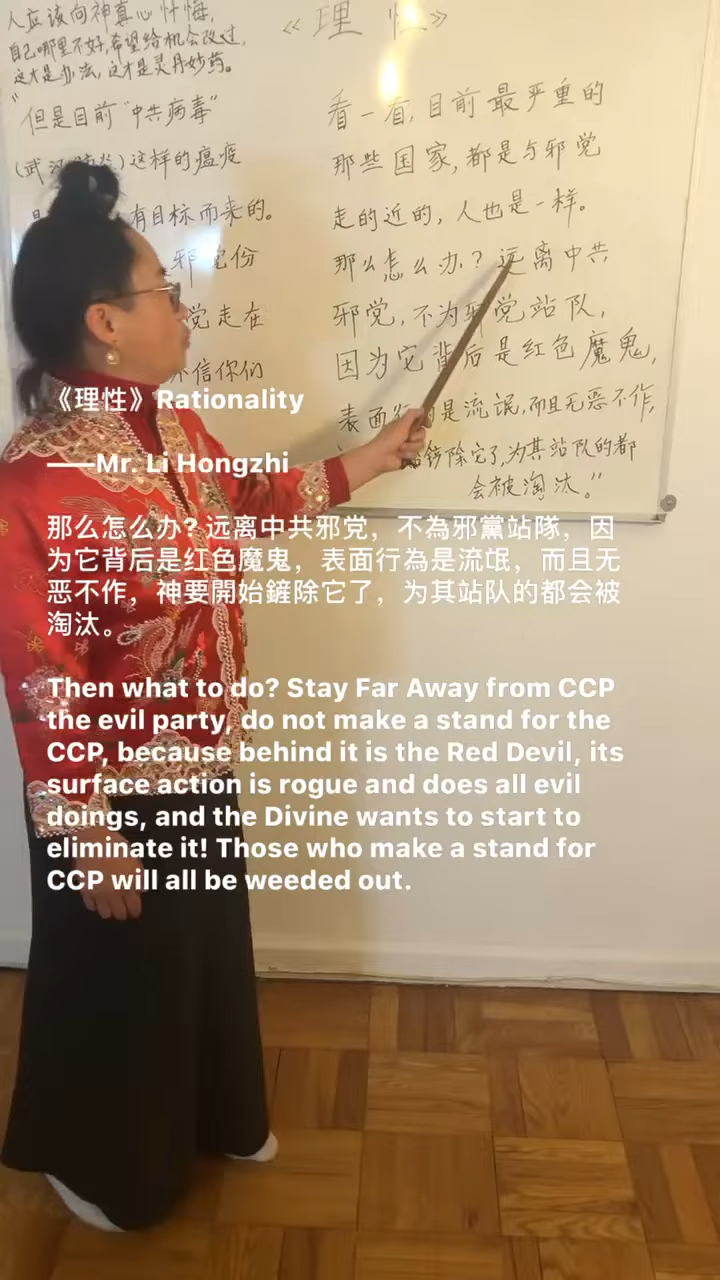 人应该向神真心忏悔,
自己哪里不好,希望给机会改过,
这才是办法,这才是灵丹妙药。
"但是目前"中共病毒"
(武汉肺炎)这样的瘟疫
有目标而来的。
邪党份
党走在
信你们
《理 性》
看一看,目前最严重的
那些国家,都是与邪党
走的近的,人也是一样。
那么怎么办?远离中共
邪党,不为邪党站队,
因为它背后是红色魔鬼,
表面行 是流氓,而且无恶不作,
铲除它了,为其站队的都
会被淘汰。"
《理性》Rationality
——Mr. Li Hongzhi
那么怎么办? 远离中共邪党，不為邪黨站隊，因
为它背后是红色魔鬼，表面行為是流氓，而且无
恶不作，神要開始鏟除它了，为其站队的都会被
淘汰。
Then what to do? Stay Far Away from CCP
the evil party, do not make a stand for the
CCP, because behind it is the Red Devil, its
surface action is rogue and does all evil
doings, and the Divine wants to start to
eliminate it! Those who make a stand for
CCP will all be weeded out.